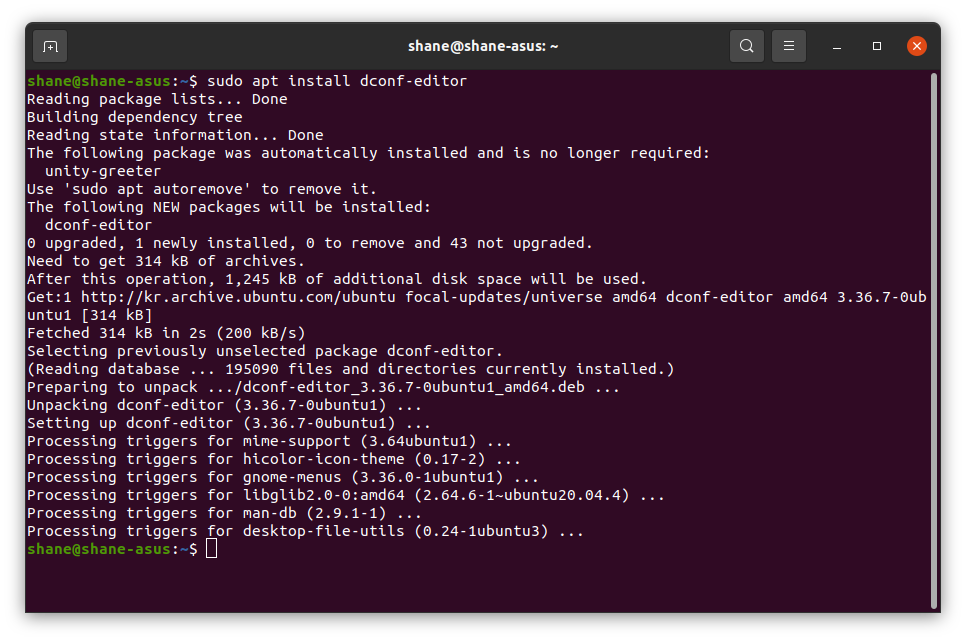 shane@shane-asus: ~
shane@shane-asus:~$ sudo apt install dconf-editor
Reading package lists... Done
Building dependency tree
Reading state information... Done
The following package was automatically installed and is no longer required:
  unity-greeter
Use 'sudo apt autoremove' to remove it.
The following NEW packages will be installed:
  dconf-editor
0 upgraded, 1 newly installed, 0 to remove and 43 not upgraded.
Need to get 314 kB of archives.
After this operation, 1,245 kB of additional disk space will be used.
Get:1 http://kr.archive.ubuntu.com/ubuntu focal-updates/universe amd64 dconf-editor amd64 3.36.7-0ub
untu1 [314 kB]
Fetched 314 kB in 2s (200 kB/s)
Selecting previously unselected package dconf-editor.
(Reading database ... 195090 files and directories currently installed.)
Preparing to unpack .../dconf-editor_3.36.7-0ubuntu1_amd64.deb ...
Unpacking dconf-editor (3.36.7-0ubuntu1) ...
Setting up dconf-editor (3.36.7-0ubuntu1) ...
Processing triggers for mime-support (3.64ubuntu1) ...
Processing triggers for hicolor-icon-theme (0.17-2) ...
Processing triggers for gnome-menus (3.36.0-1ubuntu1) ...
Processing triggers for libglib2.0-0:amd64 (2.64.6-1~ubuntu20.04.4) ...
Processing triggers for man-db (2.9.1-1) ...
Processing triggers for desktop-file-utils (0.24-1ubuntu3) ...
shane@shane-asus:~$